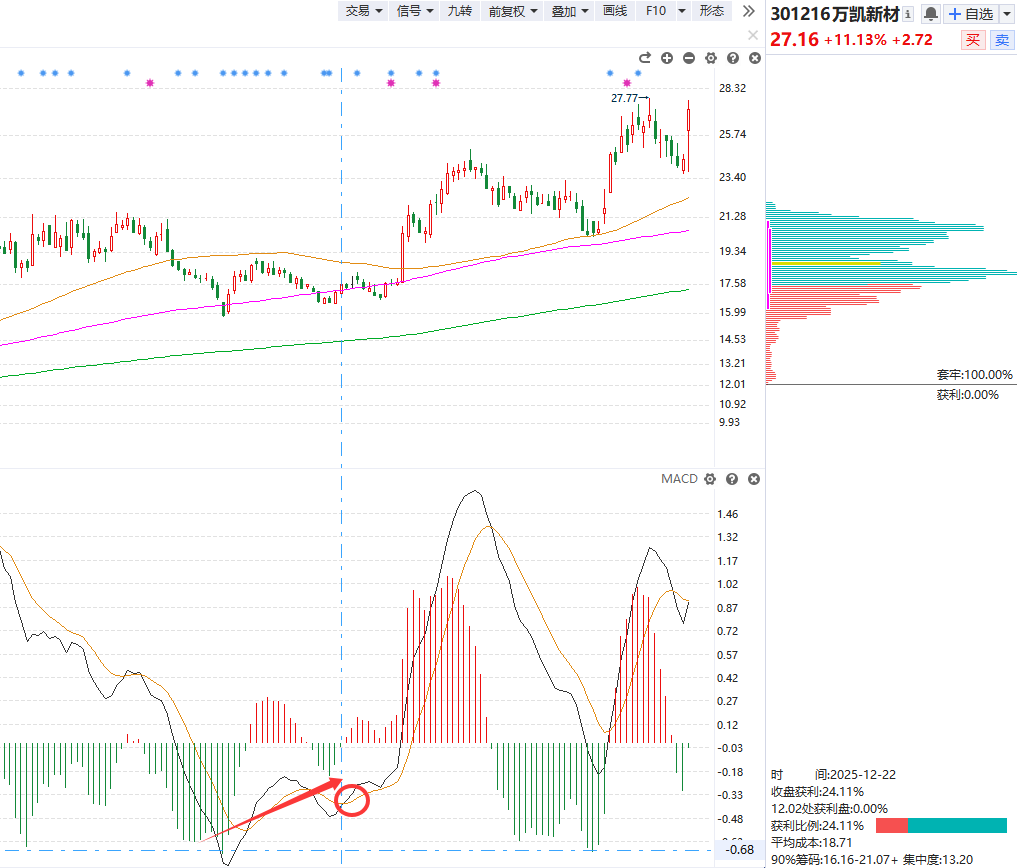 交易 信号 九转 前复权 叠加 画线 F10 形态
301216 万凯新材 自选
27.16 +11.13% +2.72 买 卖
27.77
28.32
25.74
23.40
21.28
19.34
17.58
15.99
14.53
13.21
12.01
10.92
9.93
套牢:100.00%
获利:0.00%
MACD
1.46
1.32
1.17
1.02
0.87
0.72
0.57
0.42
0.27
0.12
-0.03
-0.18
-0.33
-0.48
-0.68
时 间:2025-12-22
收盘获利:24.11%
12.02处获利盘:0.00%
获利比例:24.11%
平均成本:18.71
90%筹码:16.16-21.07+ 集中度:13.20